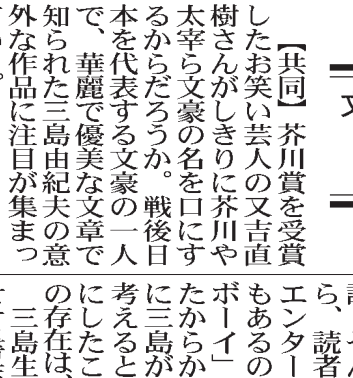 【共同】芥川賞を受賞
したお笑い芸人の又吉直
樹さんがしきりに芥川や
太宰ら文豪の名を口にす
るからだろうか。戦後日
本を代表する文豪の一人
で、華麗で優美な文章で
知られた三島由紀夫の意
外な作品に注目が集まっ
ら、読者
エンター
もあるの
ボーイ」
たからか
に三島が
考えると
にしたこ
の存在は、
三島生